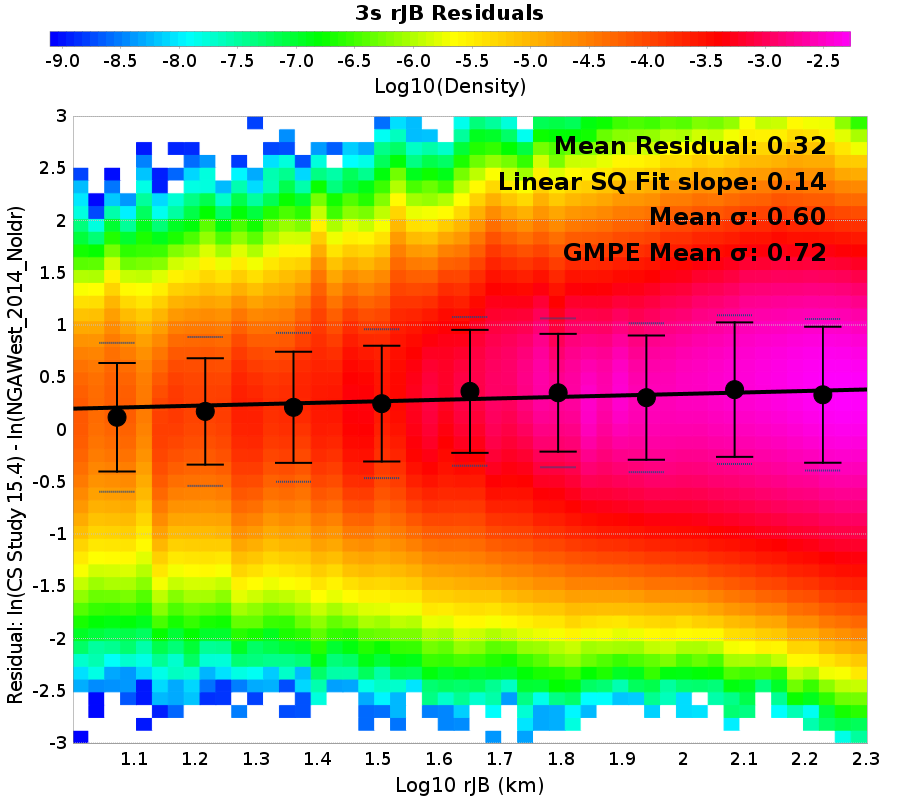 3s rJB Residuals
-9.0 -8.5 -8.0 -7.5 -7.0 -6.5 -6.0 -5.5 -5.0 -4.5 -4.0 -3.5 -3.0 -2.5
Log10(Density)
Mean Residual: 0.32
Linear SQ Fit slope: 0.14
Mean σ: 0.60
GMPE Mean σ: 0.72
Residual: ln(CS Study 15.4) - ln(NGAWest_2014_NoIdr)
3
2.5
2
1.5
1
0.5
0
-0.5
-1
-1.5
-2
-2.5
-3
1.1 1.2 1.3 1.4 1.5 1.6 1.7 1.8 1.9 2 2.1 2.2 2.3
Log10 rJB (km)